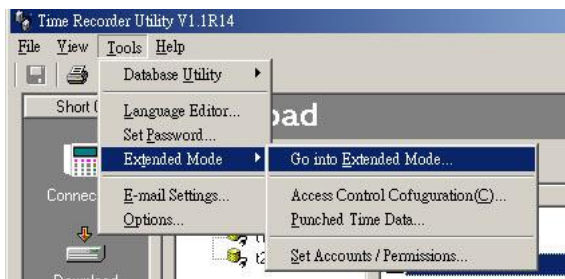 Time Recorder Utility V1.1R14
File View Tools Help
Database Utility
Short
Language Editor...
oad
Set Password...
Extended Mode
Go into Extended Mode...
Connec
E-mail Settings...
Access Control Cofuguration(C)...
Options...
Punched Time Data...
Set Accounts / Permissions...
Download